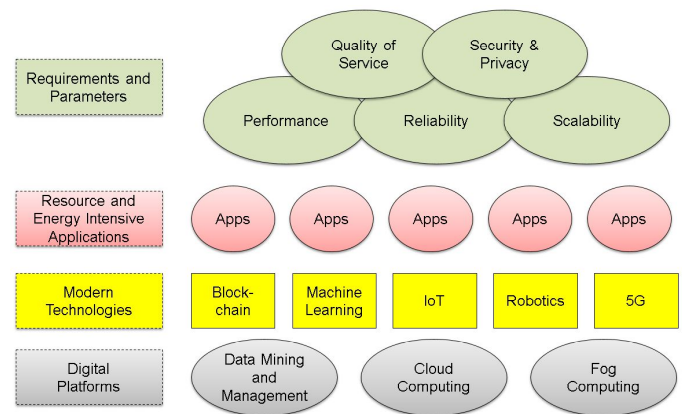 Requirements and
Parameters
Quality of
Service
Security &
Privacy
Performance
Reliability
Scalability
Resource and
Energy Intensive
Applications
Apps
Apps
Apps
Apps
Apps
Modern
Technologies
Block-
chain
Machine
Learning
IoT
Robotics
5G
Digital
Platforms
Data Mining
and
Management
Cloud
Computing
Fog
Computing